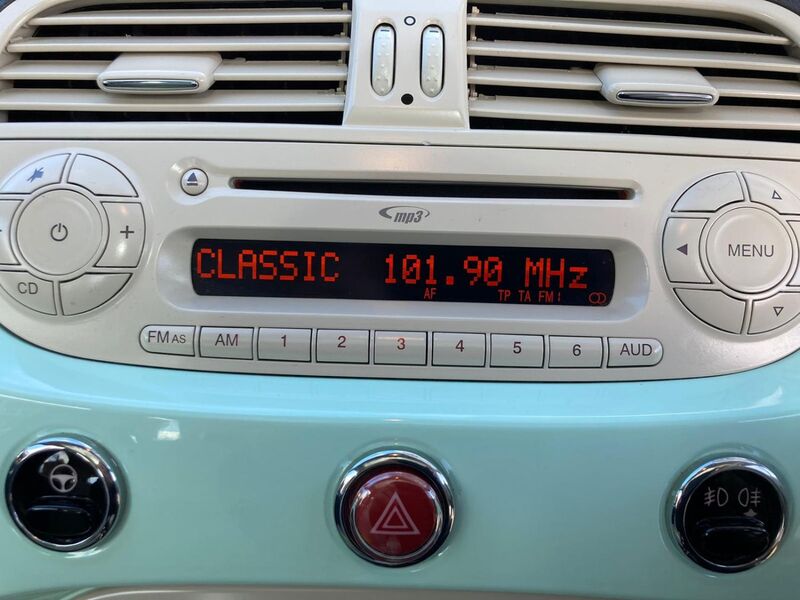 mp3
CLASSIC 101.90 MHz
AF TP TA FM1
+
MENU
CD
FM AS AM 1 2 3 4 5 6 AUD